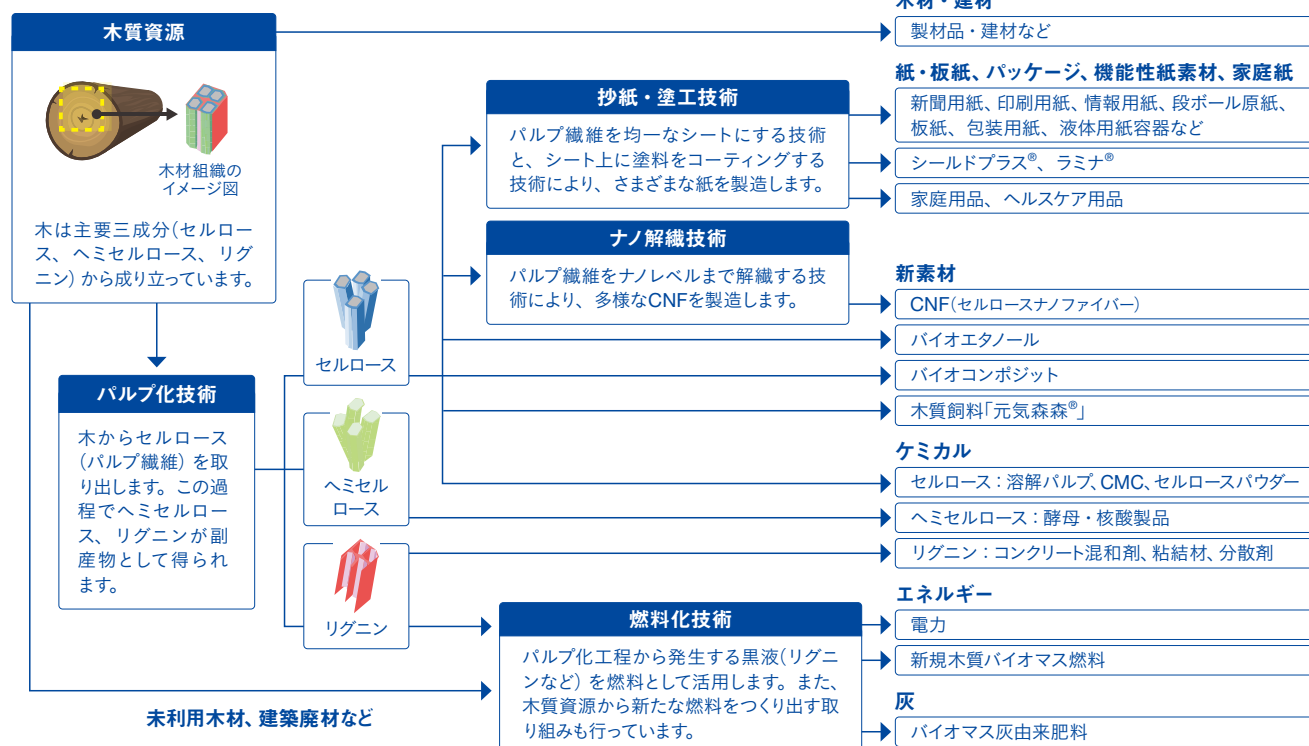 木材・建材
木質資源
製材品・建材など
木材組織の
イメージ図
木は主要三成分(セルロー
ス、ヘミセルロース、リグ
ニン)から成り立っています。
紙・板紙、パッケージ、機能性紙素材、家庭紙
抄紙・塗工技術
パルプ繊維を均一なシートにする技術
と、シート上に塗料をコーティングする
技術により、さまざまな紙を製造します。
新聞用紙、印刷用紙、情報用紙、段ボール原紙、
板紙、包装用紙、液体用紙容器など
シールドプラス®、ラミナ®
家庭用品、ヘルスケア用品
ナノ解繊技術
パルプ繊維をナノレベルまで解繊する技
術により、多様なCNFを製造します。
新素材
CNF(セルロースナノファイバー)
バイオエタノール
バイオコンポジット
木質飼料「元気森森®」
パルプ化技術
木からセルロース
(パルプ繊維)を取
り出します。この過
程でヘミセルロー
ス、リグニンが副
産物として得られ
ます。
セルロース
ヘミセル
ロース
リグニン
ケミカル
セルロース:溶解パルプ、CMC、セルロースパウダー
ヘミセルロース:酵母・核酸製品
リグニン:コンクリート混和剤、粘結材、分散剤
燃料化技術
パルプ化工程から発生する黒液(リグニ
ンなど)を燃料として活用します。また、
木質資源から新たな燃料をつくり出す取
り組みも行っています。
未利用木材、建築廃材など
エネルギー
電力
新規木質バイオマス燃料
灰
バイオマス灰由来肥料